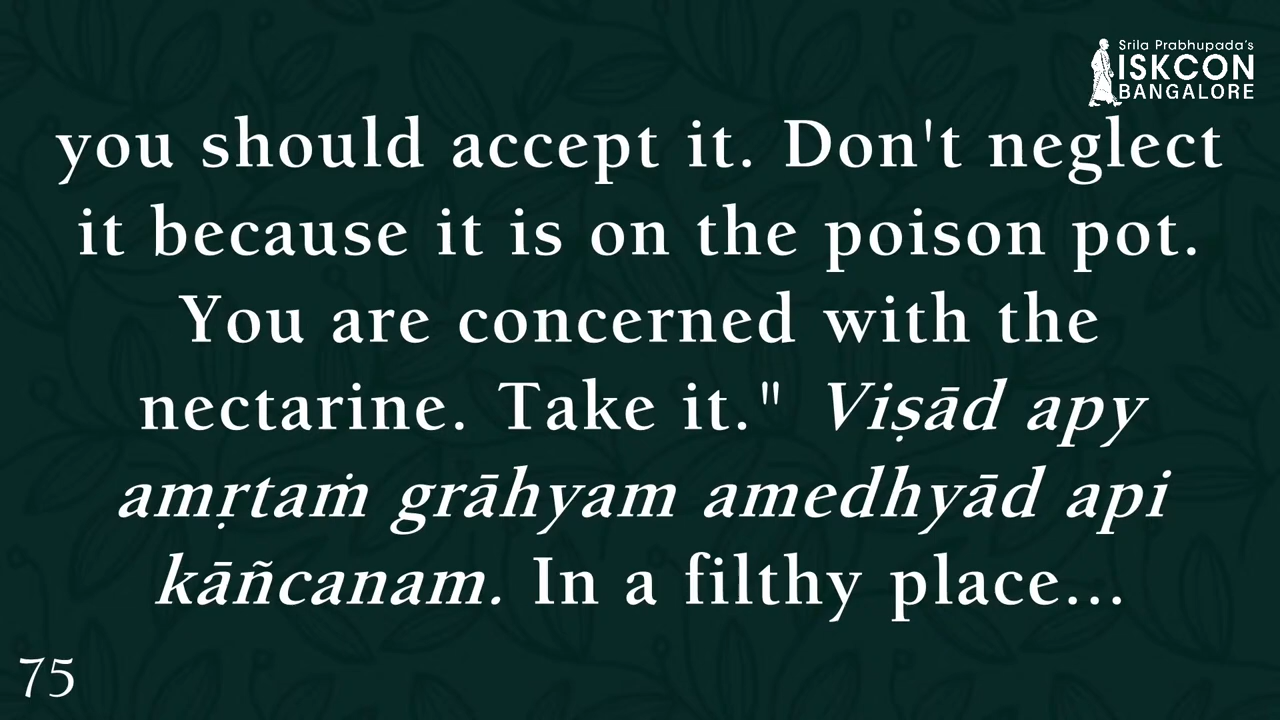 Srila Prabhupada's
ISKCON
BANGALORE
you should accept it. Don't neglect
it because it is on the poison pot.
You are concerned with the
nectarine. Take it." Viṣād apy
amṛtaṁ grāhyam amedhyād api
kāñcanam. In a filthy place...
75